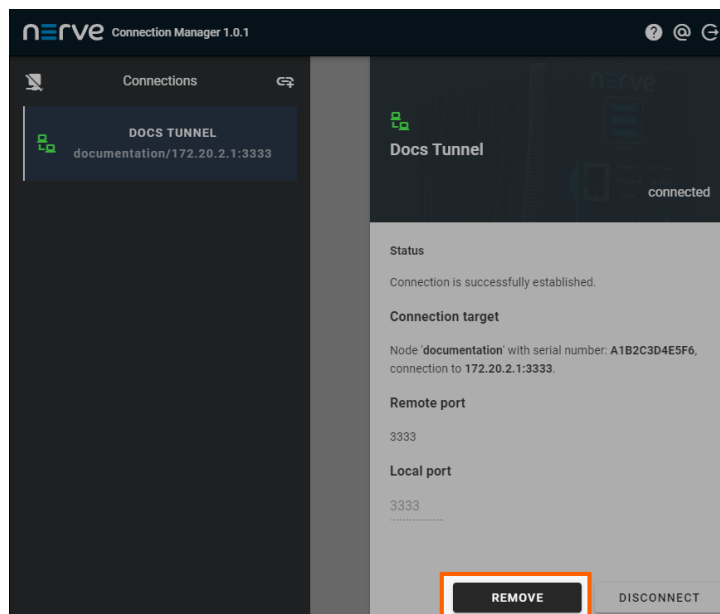 nerve Connection Manager 1.0.1
Connections
DOCS TUNNEL
documentation/172.20.2.1:3333
nerve
Docs Tunnel
connected
Status
Connection is successfully established.
Connection target
Node 'documentation' with serial number: A1B2C3D4E5F6,
connection to 172.20.2.1:3333.
Remote port
3333
Local port
3333
REMOVE
DISCONNECT